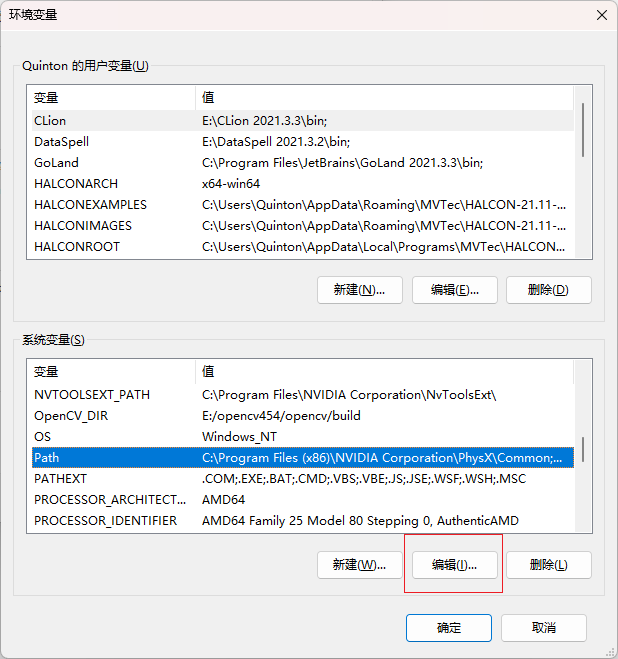 环境变量
Quinton 的用户变量(U)
变量 值
CLion E:\CLion 2021.3.3\bin;
DataSpell E:\DataSpell 2021.3.2\bin;
GoLand C:\Program Files\JetBrains\GoLand 2021.3.3\bin;
HALCONARCH x64-win64
HALCONEXAMPLES C:\Users\Quinton\AppData\Roaming\MVTec\HALCON-21.11-...
HALCONIMAGES C:\Users\Quinton\AppData\Roaming\MVTec\HALCON-21.11-...
HALCONROOT C:\Users\Quinton\AppData\Local\Programs\MVTec\HALCON...
新建(N)... 编辑(E)... 删除(D)
系统变量(S)
变量 值
NVTOOLSEXT_PATH C:\Program Files\NVIDIA Corporation\NvToolsExt\
OpenCV_DIR E:/opencv454/opencv/build
OS Windows_NT
Path C:\Program Files (x86)\NVIDIA Corporation\PhysX\Common;...
PATHEXT .COM;.EXE;.BAT;.CMD;.VBS;.VBE;.JS;.JSE;.WSF;.WSH;.MSC
PROCESSOR_ARCHITECT... AMD64
PROCESSOR_IDENTIFIER AMD64 Family 25 Model 80 Stepping 0, AuthenticAMD
新建(W)... 编辑(I)... 删除(L)
确定 取消